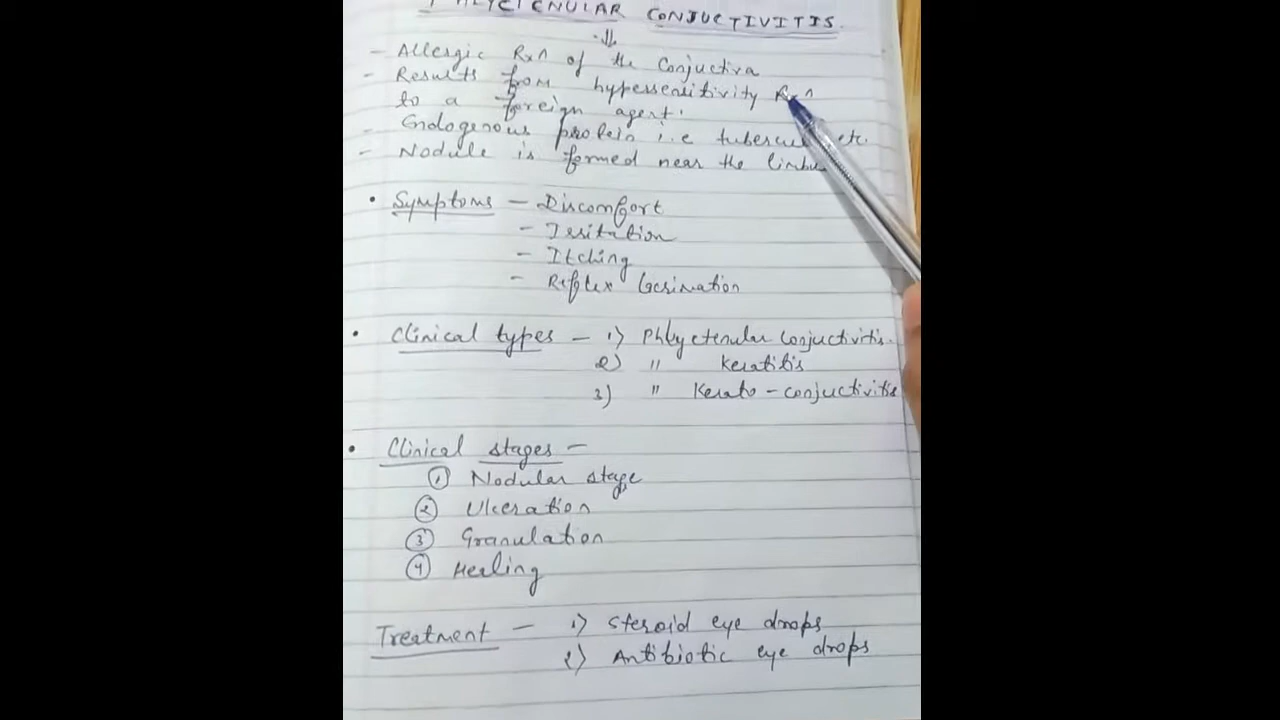 PHLYCTENULAR CONJUCTIVITIS.
- Allergic Rxn of the Conjuctiva
- Results from hypersensitivity Rxn
to a foreign agent.
- Endogenous protein i.e tubercul etc.
- Nodule is formed near the limbu
• Symptoms - Discomfort
- Irritation
- Itching
- Reflex lacrimation
• Clinical types - 1) Phlyctenular Conjuctivitis.
2) " Keratitis
3) " Kerato-conjuctivitis
• Clinical stages -
① Nodular stage
② Ulceration
③ Granulation
④ Healing
Treatment - 1) Steroid eye drops
2) Antibiotic eye drops